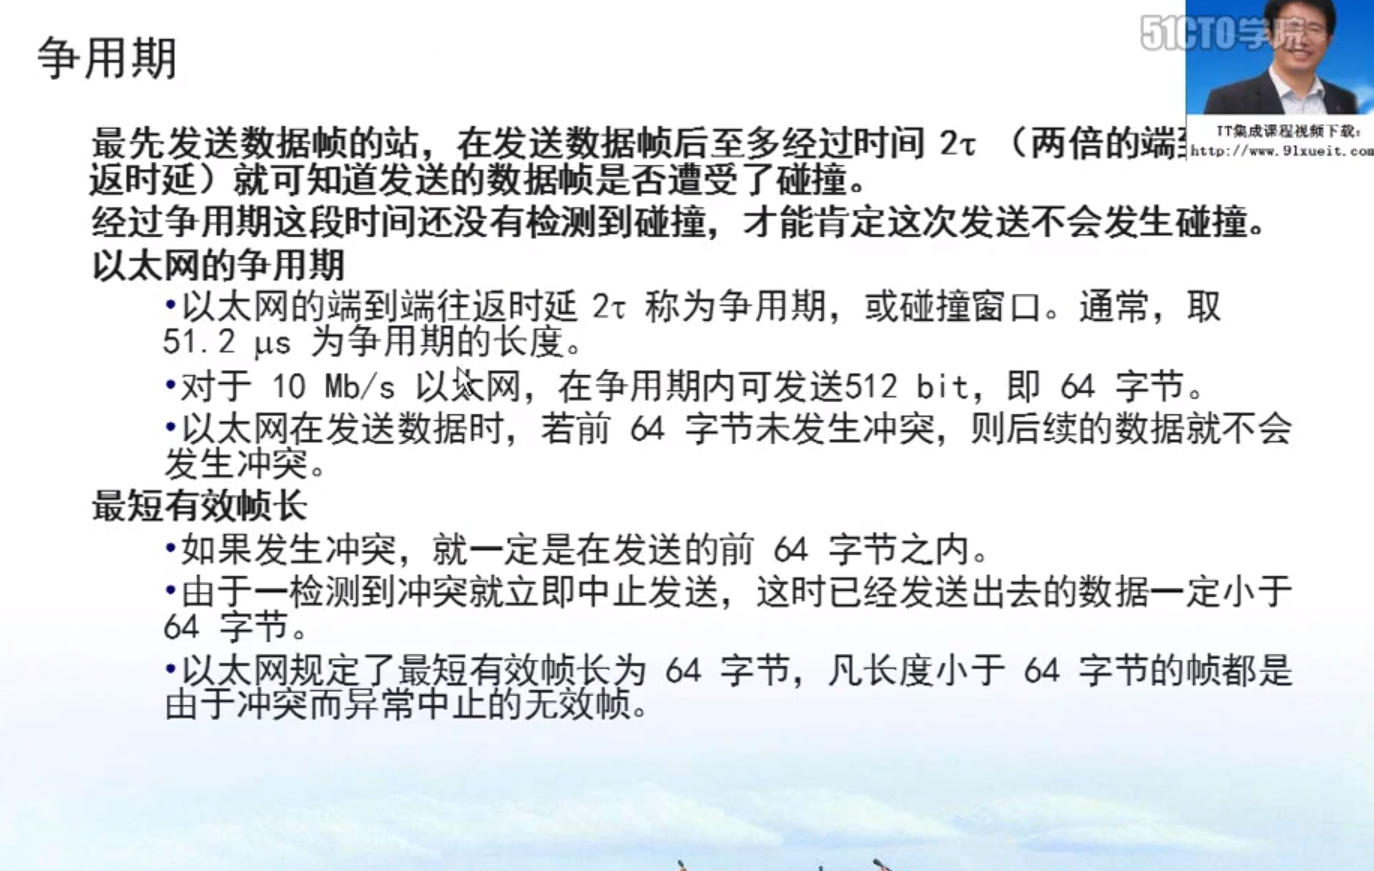 51CTO学院
争用期
IT集成课程视频下载:
http://www.91xueit.com
最先发送数据帧的站，在发送数据帧后至多经过时间 2τ （两倍的端
返时延）就可知道发送的数据帧是否遭受了碰撞。
经过争用期这段时间还没有检测到碰撞，才能肯定这次发送不会发生碰撞。
以太网的争用期
•以太网的端到端往返时延 2τ 称为争用期，或碰撞窗口。通常，取
51.2 μs 为争用期的长度。
•对于 10 Mb/s 以太网，在争用期内可发送512 bit，即 64 字节。
•以太网在发送数据时，若前 64 字节未发生冲突，则后续的数据就不会
发生冲突。
最短有效帧长
•如果发生冲突，就一定是在发送的前 64 字节之内。
•由于一检测到冲突就立即中止发送，这时已经发送出去的数据一定小于
64 字节。
•以太网规定了最短有效帧长为 64 字节，凡长度小于 64 字节的帧都是
由于冲突而异常中止的无效帧。